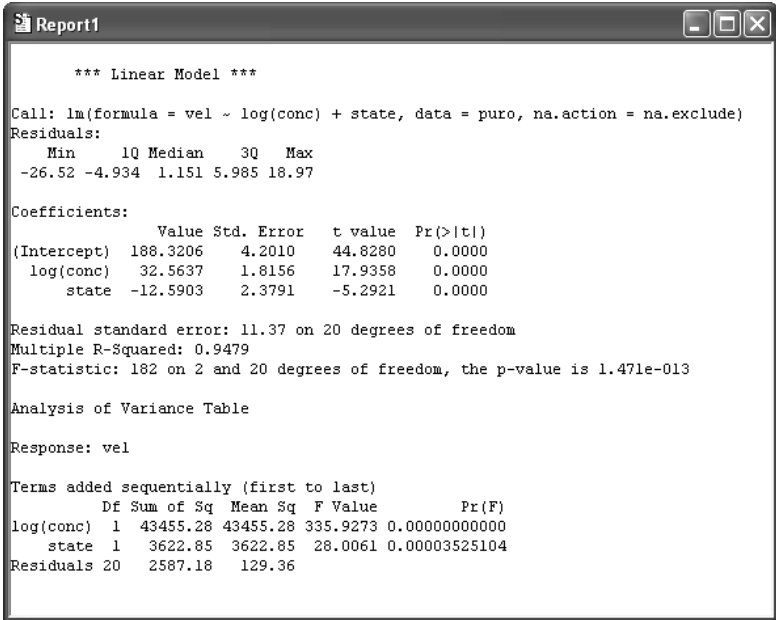 Report1
*** Linear Model ***
Call: lm(formula = vel ~ log(conc) + state, data = puro, na.action = na.exclude)
Residuals:
Min 1Q Median 3Q Max
-26.52 -4.934 1.151 5.985 18.97
Coefficients:
Value Std. Error t value Pr(>|t|)
(Intercept) 188.3206 4.2010 44.8280 0.0000
log(conc) 32.5637 1.8156 17.9358 0.0000
state -12.5903 2.3791 -5.2921 0.0000
Residual standard error: 11.37 on 20 degrees of freedom
Multiple R-Squared: 0.9479
F-statistic: 182 on 2 and 20 degrees of freedom, the p-value is 1.471e-013
Analysis of Variance Table
Response: vel
Terms added sequentially (first to last)
Df Sum of Sq Mean Sq F Value Pr(F)
log(conc) 1 43455.28 43455.28 335.9273 0.00000000000
state 1 3622.85 3622.85 28.0061 0.00003525104
Residuals 20 2587.18 129.36